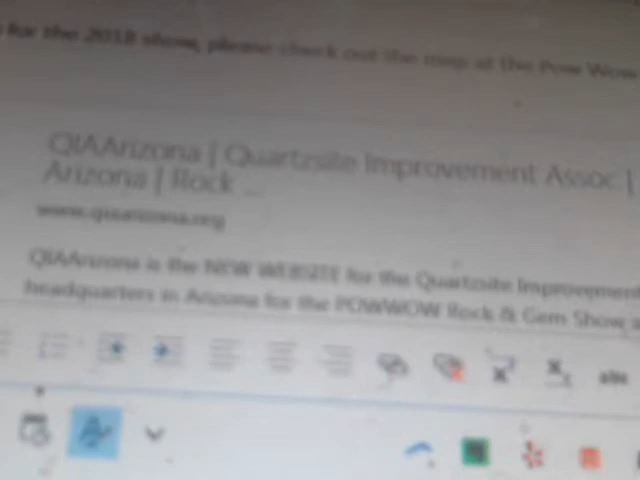 for the 2018 show, please check out the map at the Pow Wow
QIAArizona | Quartzsite Improvement Assoc |
Arizona | Rock ...
www.qiaarizona.org
QIAArizona is the NEW WEBSITE for the Quartzsite Improvement
headquarters in Arizona for the POWWOW Rock & Gem Show
abc